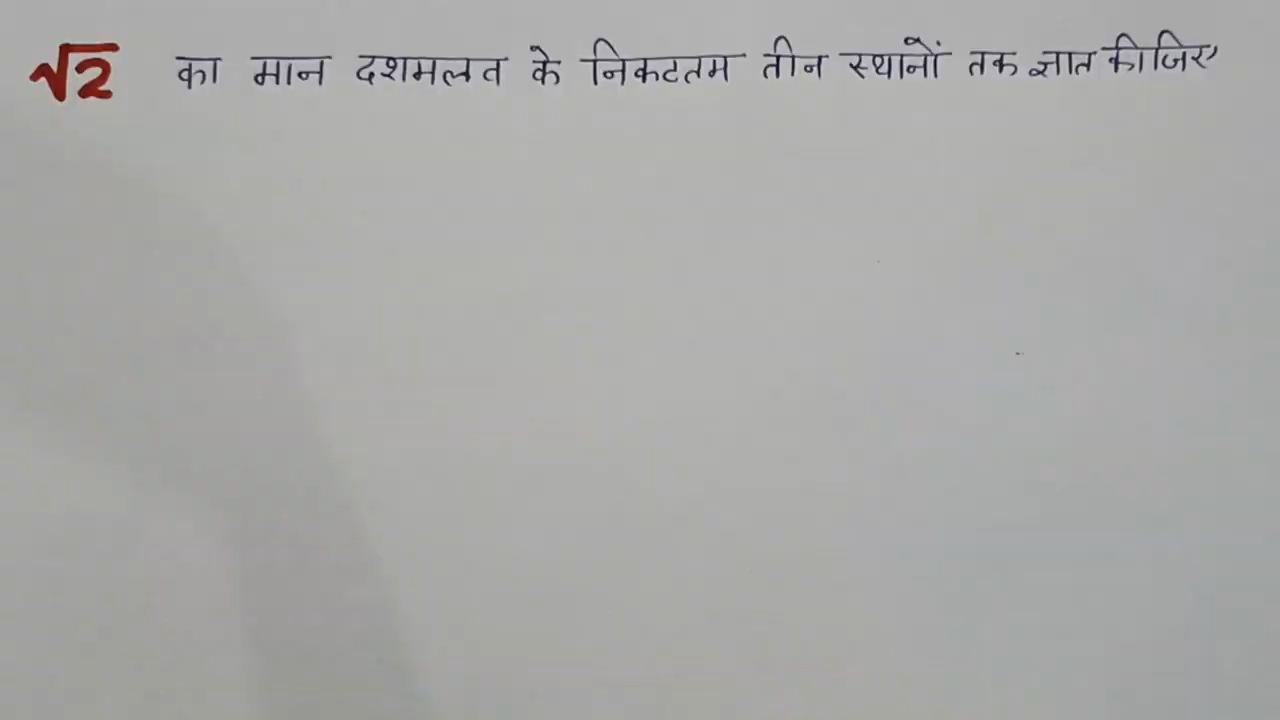 √2 का मान दशमलव के निकटतम तीन स्थानों तक ज्ञात कीजिए